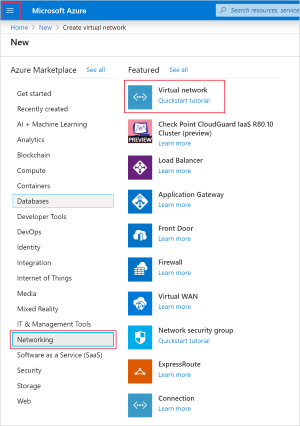 Microsoft Azure
Search resources, service
Home > New > Create virtual network
New
Azure Marketplace See all
Get started
Recently created
AI + Machine Learning
Analytics
Blockchain
Compute
Containers
Databases
Developer Tools
DevOps
Identity
Integration
Internet of Things
Media
Mixed Reality
IT & Management Tools
Networking
Software as a Service (SaaS)
Security
Storage
Web
Featured See all
Virtual network
Quickstart tutorial
PREVIEW
Check Point CloudGuard IaaS R80.10
Cluster (preview)
Learn more
Load Balancer
Learn more
Application Gateway
Learn more
Front Door
Learn more
Firewall
Learn more
Virtual WAN
Learn more
Network security group
Quickstart tutorial
ExpressRoute
Learn more
Connection
Learn more